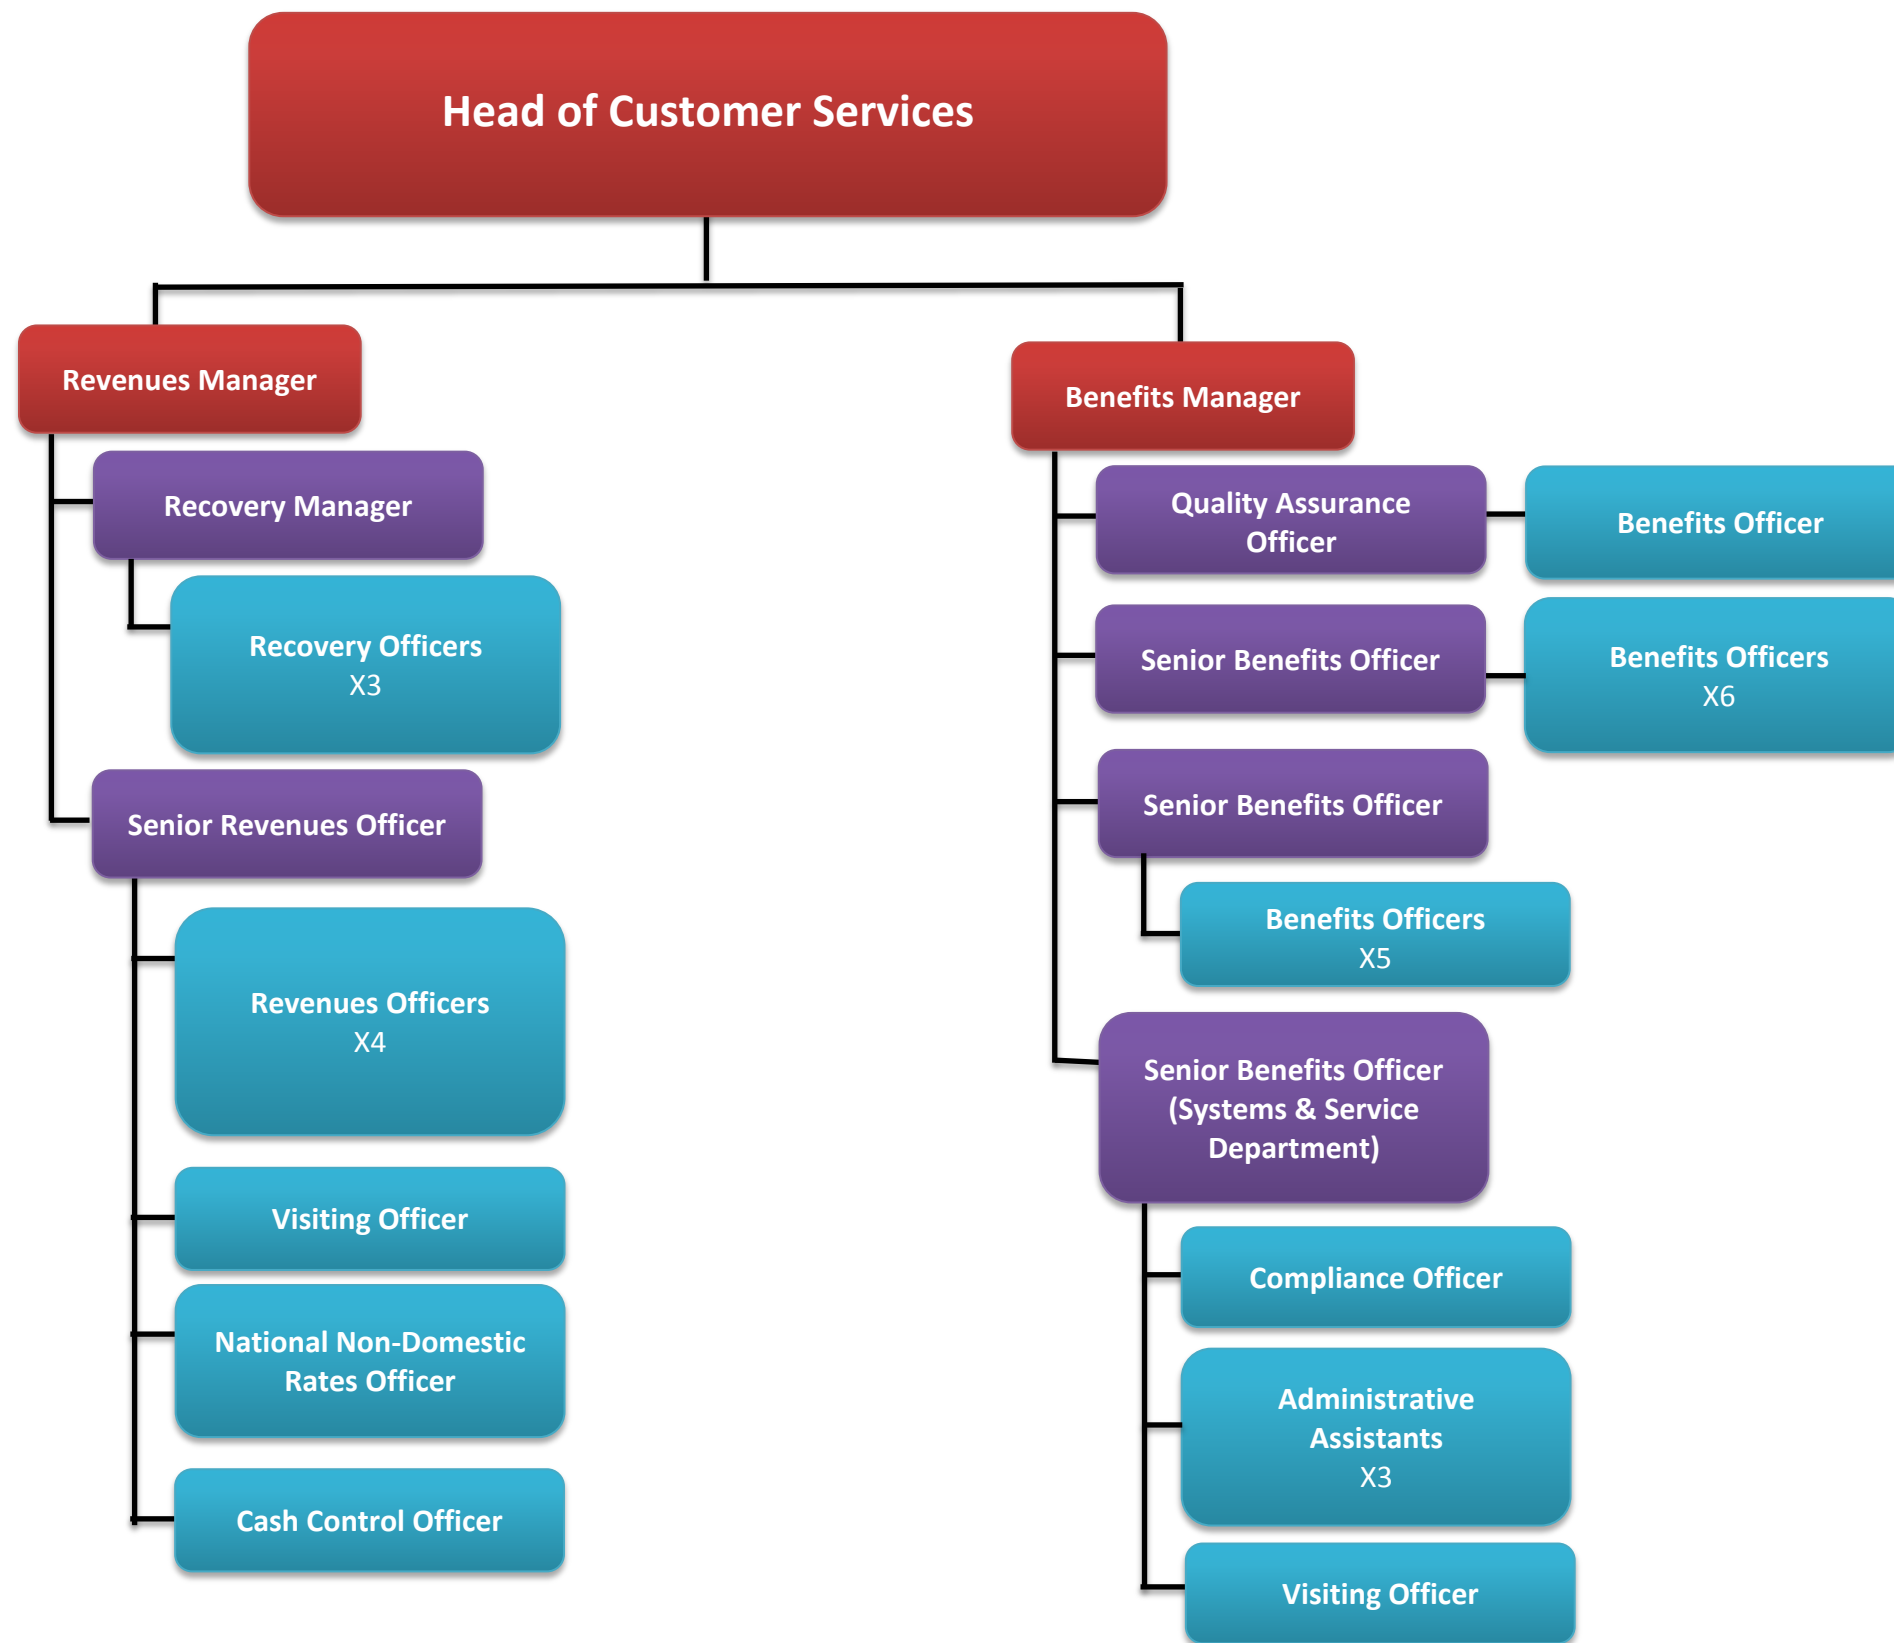 Head of Customer Services
Revenues Manager
Recovery Manager
Recovery Officers
X3
Senior Revenues Officer
Revenues Officers
X4
Visiting Officer
National Non-Domestic
Rates Officer
Cash Control Officer
Benefits Manager
Quality Assurance
Officer
Benefits Officer
Senior Benefits Officer
Benefits Officers
X6
Senior Benefits Officer
Benefits Officers
X5
Senior Benefits Officer
(Systems & Service
Department)
Compliance Officer
Administrative
Assistants
X3
Visiting Officer